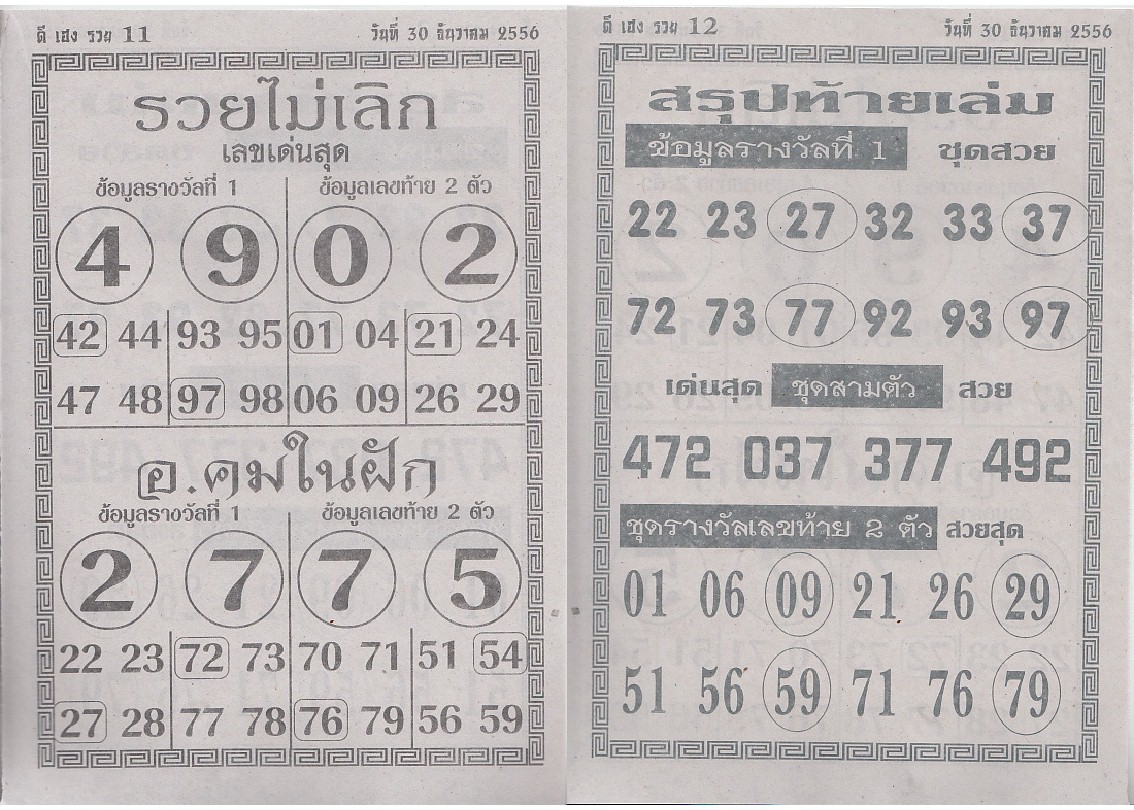 ดี เฮง รวย 11 วันที่ 30 ธันวาคม 2556
รวยไม่เลิก
เลขเด่นสุด
ข้อมูลรางวัลที่ 1 ข้อมูลเลขท้าย 2 ตัว
4 9 0 2
42 44 93 95 01 04 21 24
47 48 97 98 06 09 26 29
อ.คมในฝัก
ข้อมูลรางวัลที่ 1 ข้อมูลเลขท้าย 2 ตัว
2 7 7 5
22 23 72 73 70 71 51 54
27 28 77 78 76 79 56 59
ดี เฮง รวย 12 วันที่ 30 ธันวาคม 2556
สรุปท้ายเล่ม
ข้อมูลรางวัลที่ 1 ชุดสวย
22 23 27 32 33 37
72 73 77 92 93 97
เด่นสุด ชุดสามตัว สวย
472 037 377 492
ชุดรางวัลเลขท้าย 2 ตัว สวยสุด
01 06 09 21 26 29
51 56 59 71 76 79